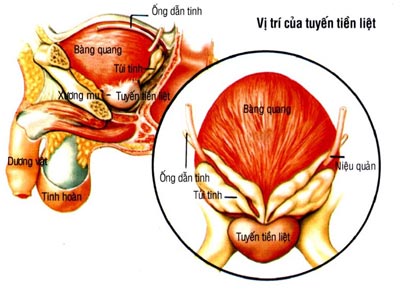 Ống dẫn tinh
Vị trí của tuyến tiền liệt
Bàng quang
Túi tinh
Xương mu
Tuyến tiền liệt
Dương vật
Tinh hoàn
Bàng quang
Ống dẫn tinh
Niệu quản
Túi tinh
Tuyến tiền liệt